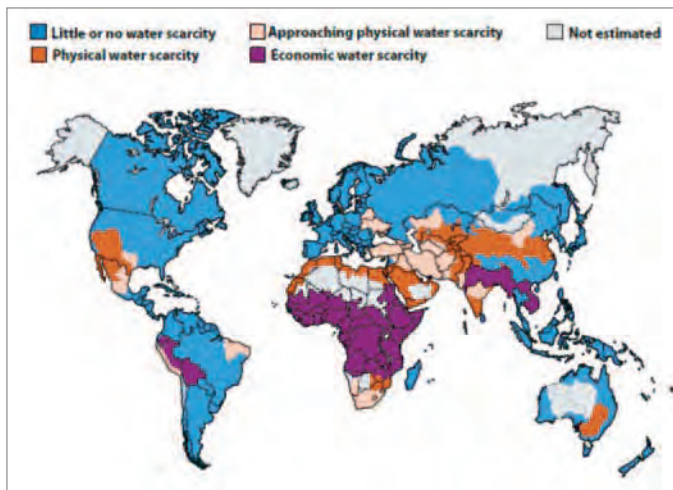 Little or no water scarcity
Approaching physical water scarcity
Not estimated
Physical water scarcity
Economic water scarcity